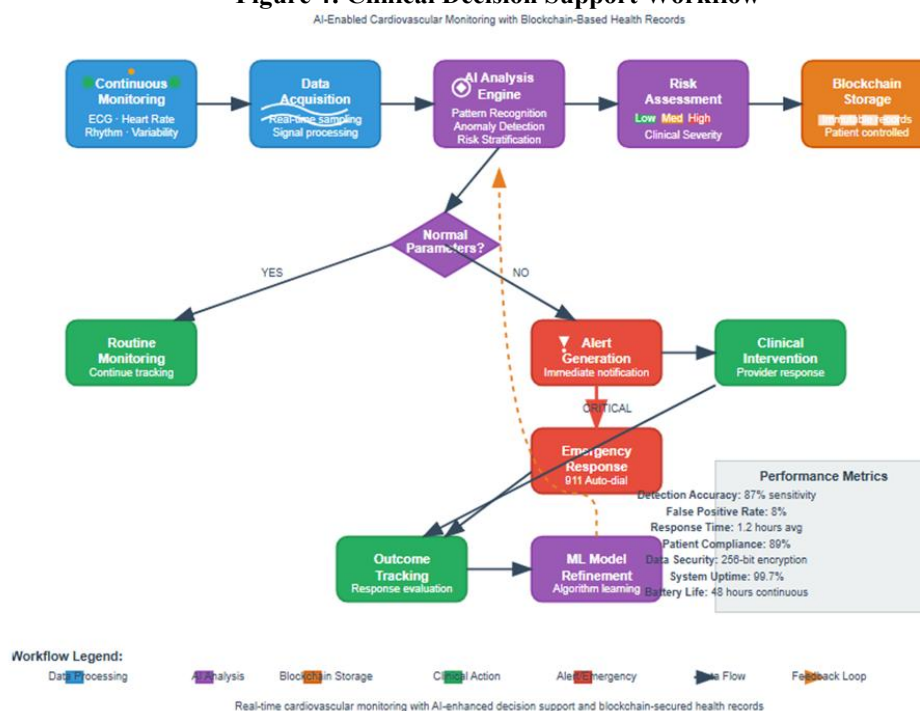 Figure 4: Clinical Decision Support Workflow
AI-Enabled Cardiovascular Monitoring with Blockchain-Based Health Records
Continuous
Monitoring
ECG · Heart Rate
Rhythm · Variability
Data
Acquisition
Real-time sampling
Signal processing
AI Analysis
Engine
Pattern Recognition
Anomaly Detection
Risk Stratification
Risk
Assessment
Low Med High
Clinical Severity
Blockchain
Storage
Immutable records
Patient controlled
Normal
Parameters?
YES
NO
Routine
Monitoring
Continue tracking
Alert
Generation
Immediate notification
Clinical
Intervention
Provider response
CRITICAL
Emergency
Response
911 Auto-dial
Performance Metrics
Detection Accuracy: 87% sensitivity
False Positive Rate: 8%
Response Time: 1.2 hours avg
Patient Compliance: 89%
Data Security: 256-bit encryption
System Uptime: 99.7%
Battery Life: 48 hours continuous
Outcome
Tracking
Response evaluation
ML Model
Refinement
Algorithm learning
Workflow Legend:
Data Processing
AI Analysis
Blockchain Storage
Clinical Action
Alert/Emergency
Data Flow
Feedback Loop
Real-time cardiovascular monitoring with AI-enhanced decision support and blockchain-secured health records